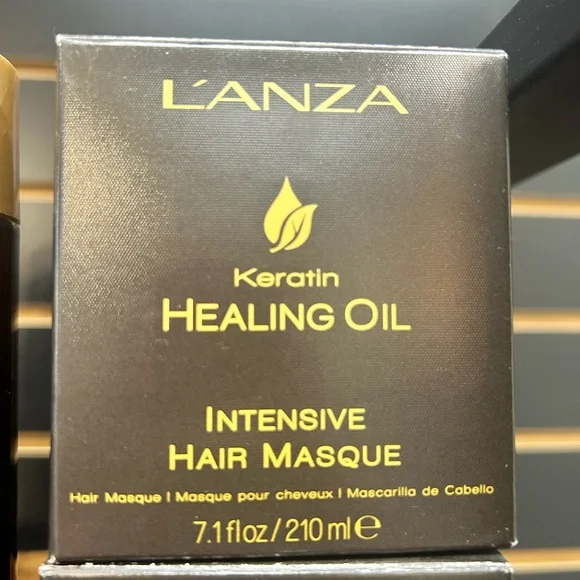 L'ANZA
Keratin
HEALING OIL
INTENSIVE
HAIR MASQUE
Hair Masque | Masque pour cheveux | Mascarilla de Cabello
7.1 fl oz / 210 ml ℮